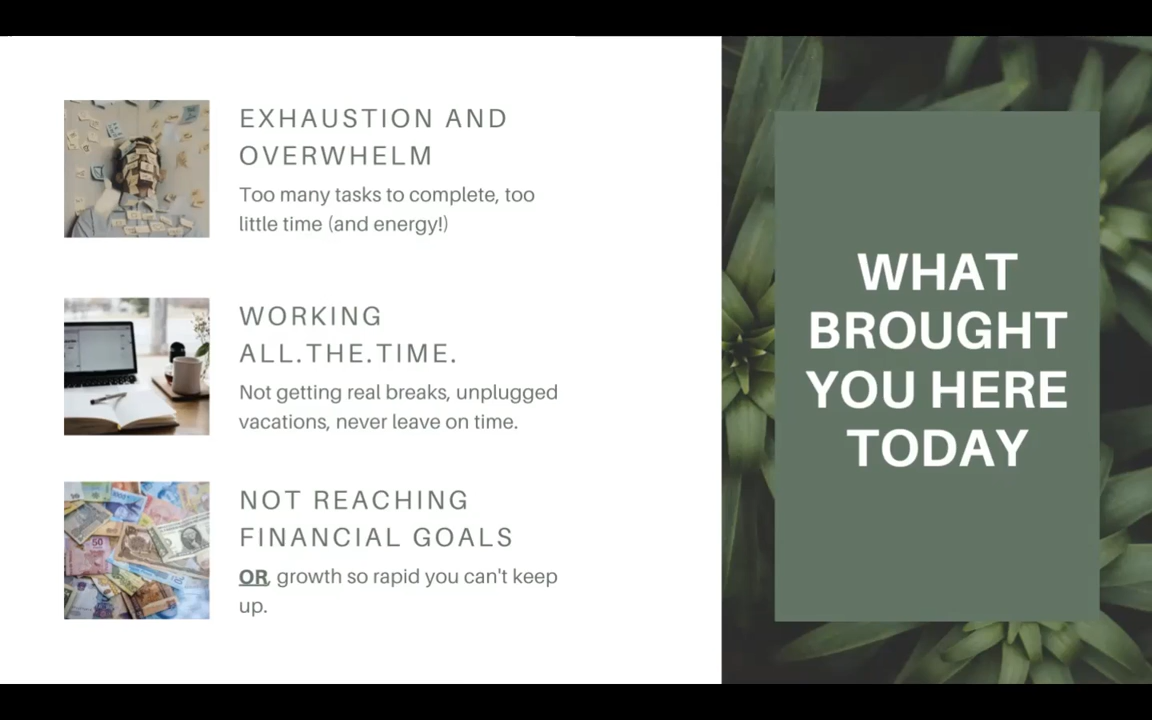 EXHAUSTION AND
OVERWHELM
Too many tasks to complete, too
little time (and energy!)
WORKING
ALL.THE.TIME.
Not getting real breaks, unplugged
vacations, never leave on time.
NOT REACHING
FINANCIAL GOALS
OR, growth so rapid you can't keep
up.
WHAT
BROUGHT
YOU HERE
TODAY